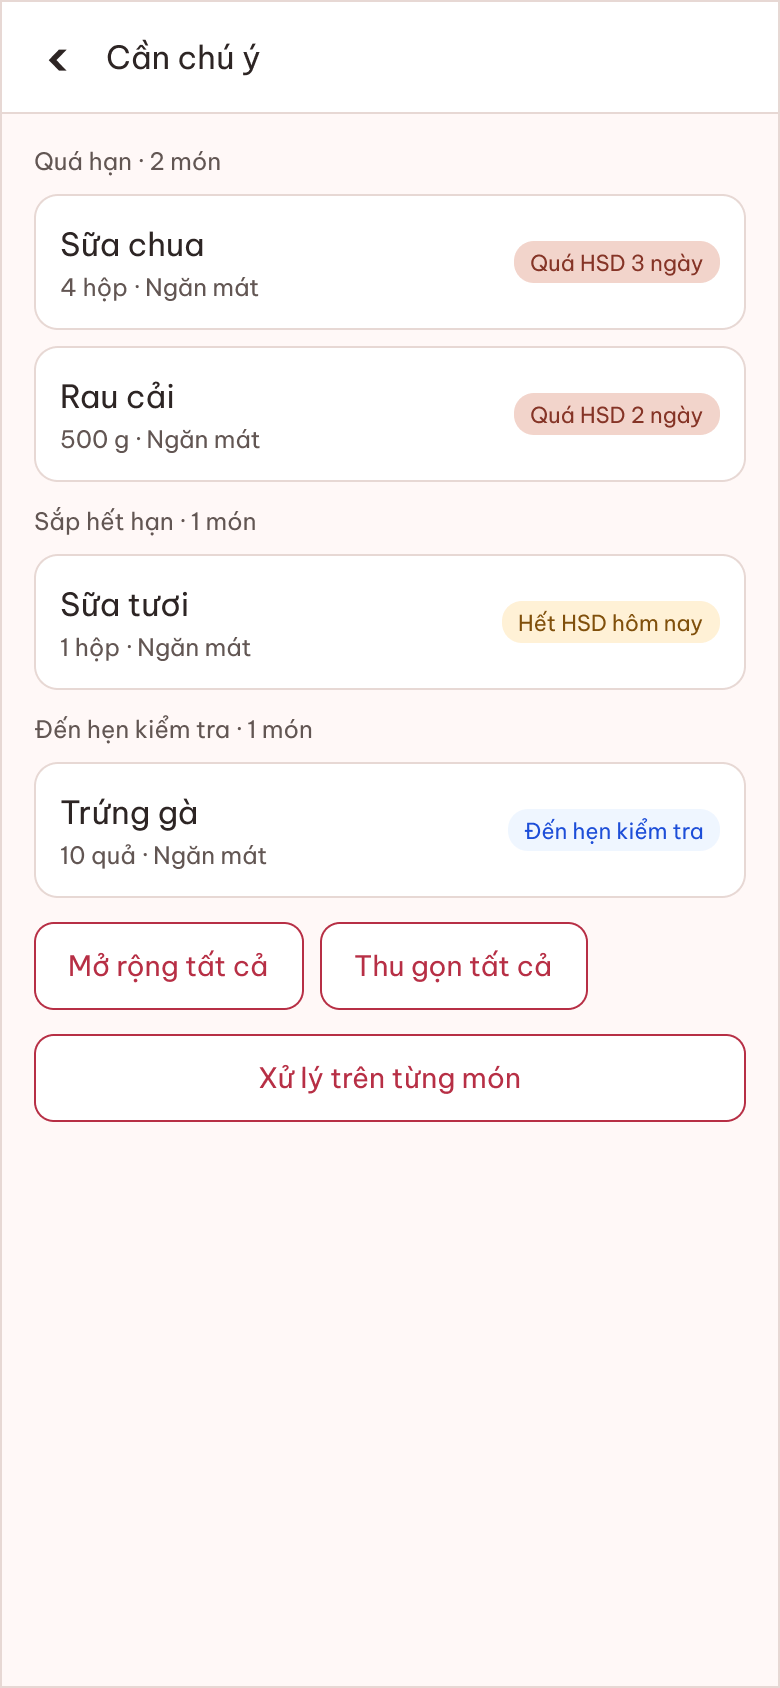 Cần chú ý
Quá hạn · 2 món
Sữa chua
4 hộp · Ngăn mát
Quá HSD 3 ngày
Rau cải
500 g · Ngăn mát
Quá HSD 2 ngày
Sắp hết hạn · 1 món
Sữa tươi
1 hộp · Ngăn mát
Hết HSD hôm nay
Đến hẹn kiểm tra · 1 món
Trứng gà
10 quả · Ngăn mát
Đến hẹn kiểm tra
Mở rộng tất cả
Thu gọn tất cả
Xử lý trên từng món